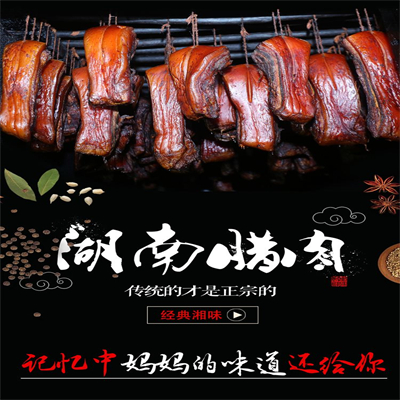 湖南腊肉
传统的才是正宗的
经典湘味
记忆中妈妈的味道还给你